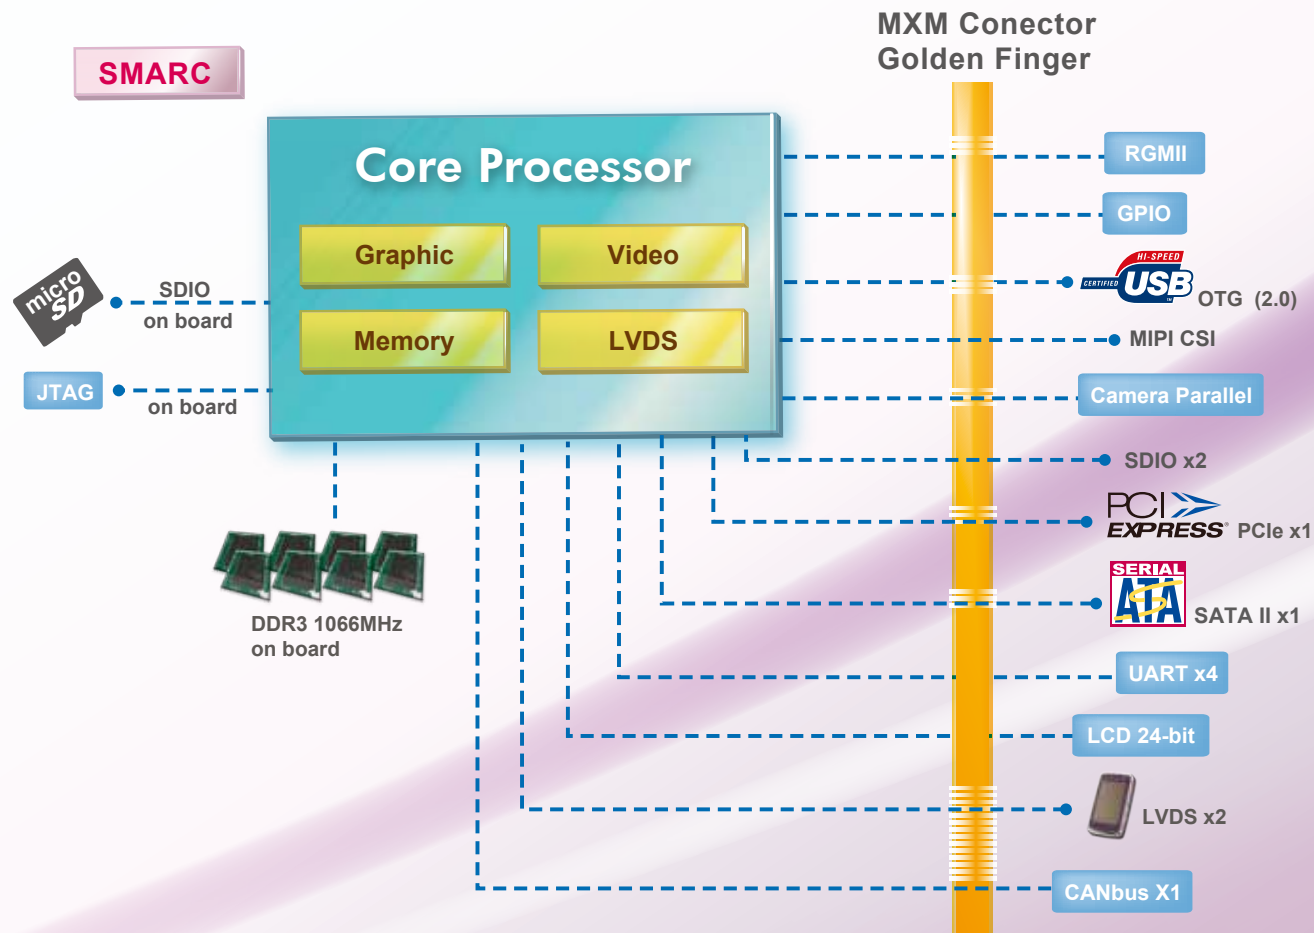 MXM Conector
Golden Finger
SMARC
Core Processor
Graphic
Video
Memory
LVDS
micro
SD
SDIO
on board
JTAG
on board
DDR3 1066MHz
on board
RGMII
GPIO
HI-SPEED
CERTIFIED USB
OTG (2.0)
MIPI CSI
Camera Parallel
SDIO x2
PCI
EXPRESS® PCIe x1
SERIAL
ATA
SATA II x1
UART x4
LCD 24-bit
LVDS x2
CANbus X1